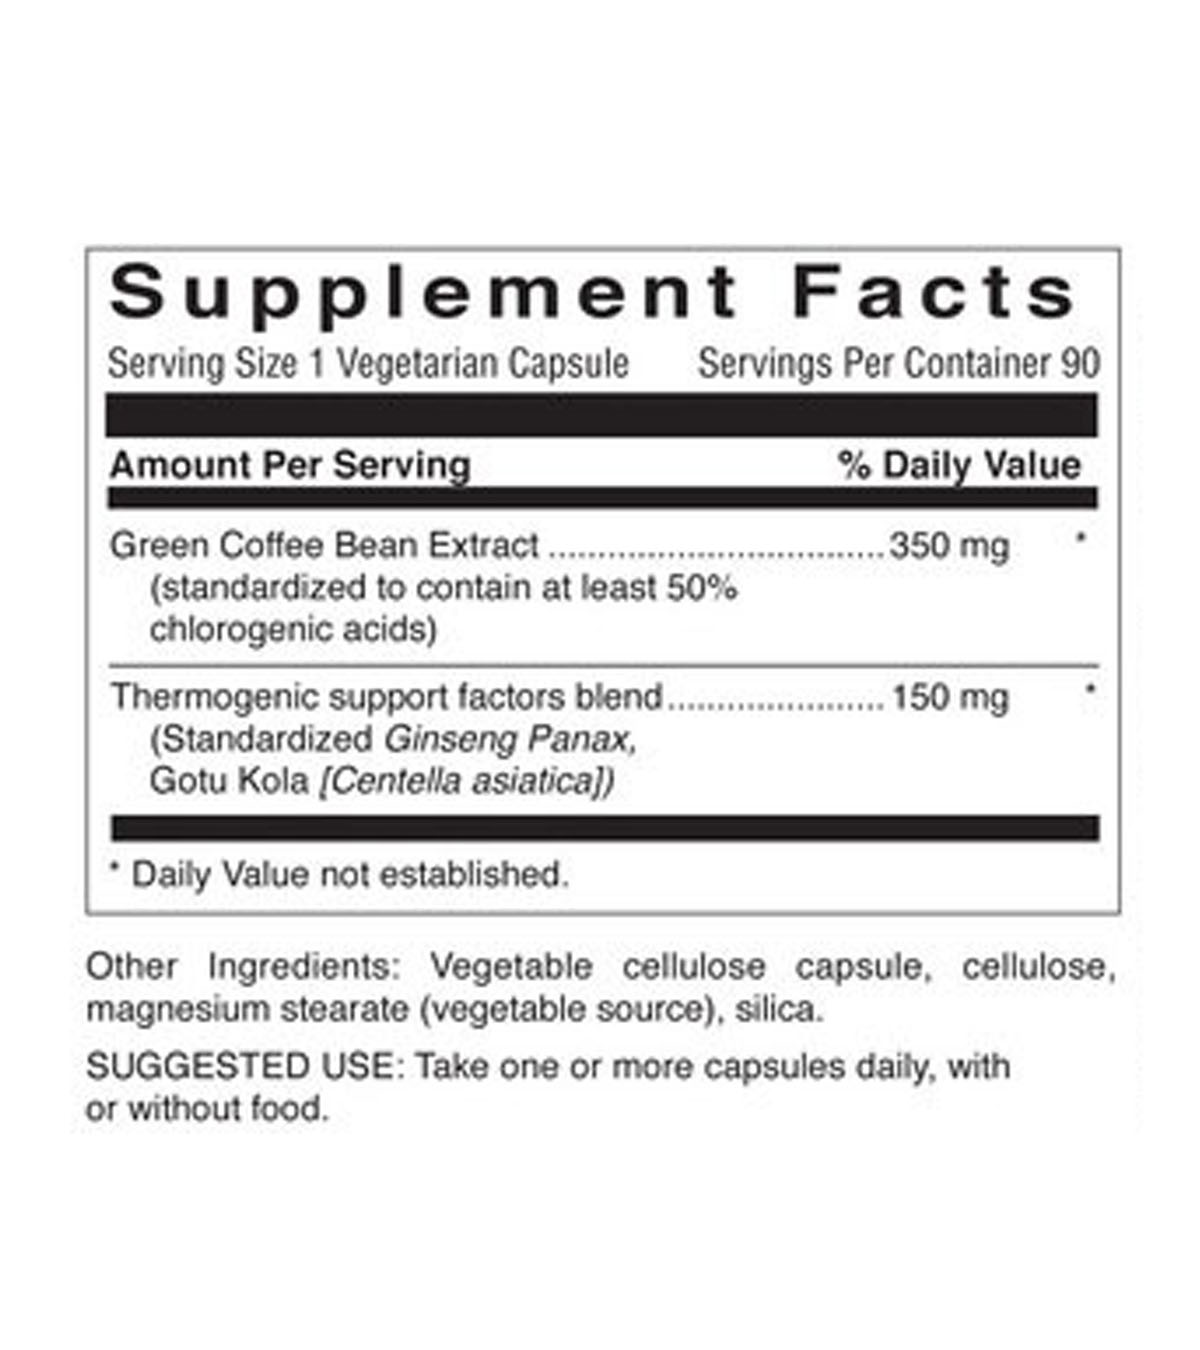 Supplement Facts
Serving Size 1 Vegetarian Capsule Servings Per Container 90
Amount Per Serving % Daily Value
Green Coffee Bean Extract ..................................350 mg *
(standardized to contain at least 50%
chlorogenic acids)
Thermogenic support factors blend...................... 150 mg *
(Standardized Ginseng Panax,
Gotu Kola [Centella asiatica])
* Daily Value not established.
Other Ingredients: Vegetable cellulose capsule, cellulose,
magnesium stearate (vegetable source), silica.
SUGGESTED USE: Take one or more capsules daily, with
or without food.